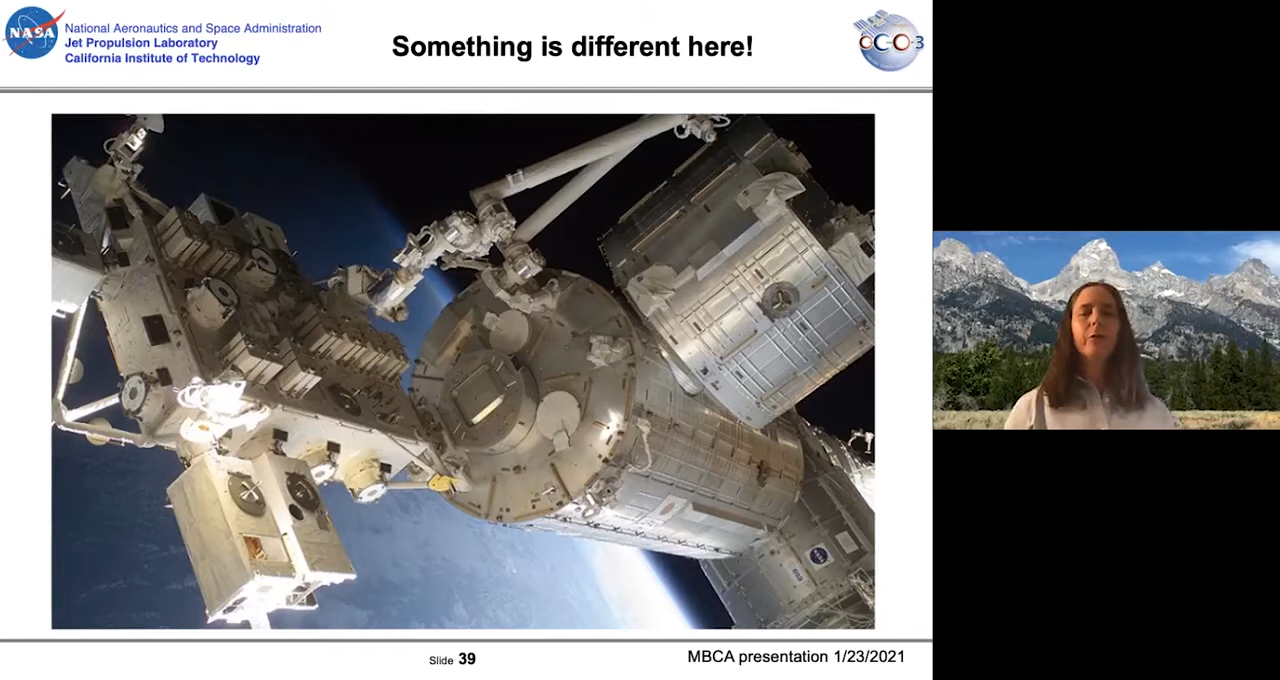 NASA
National Aeronautics and Space Administration
Jet Propulsion Laboratory
California Institute of Technology
Something is different here!
OCO-3
Slide 39
MBCA presentation 1/23/2021